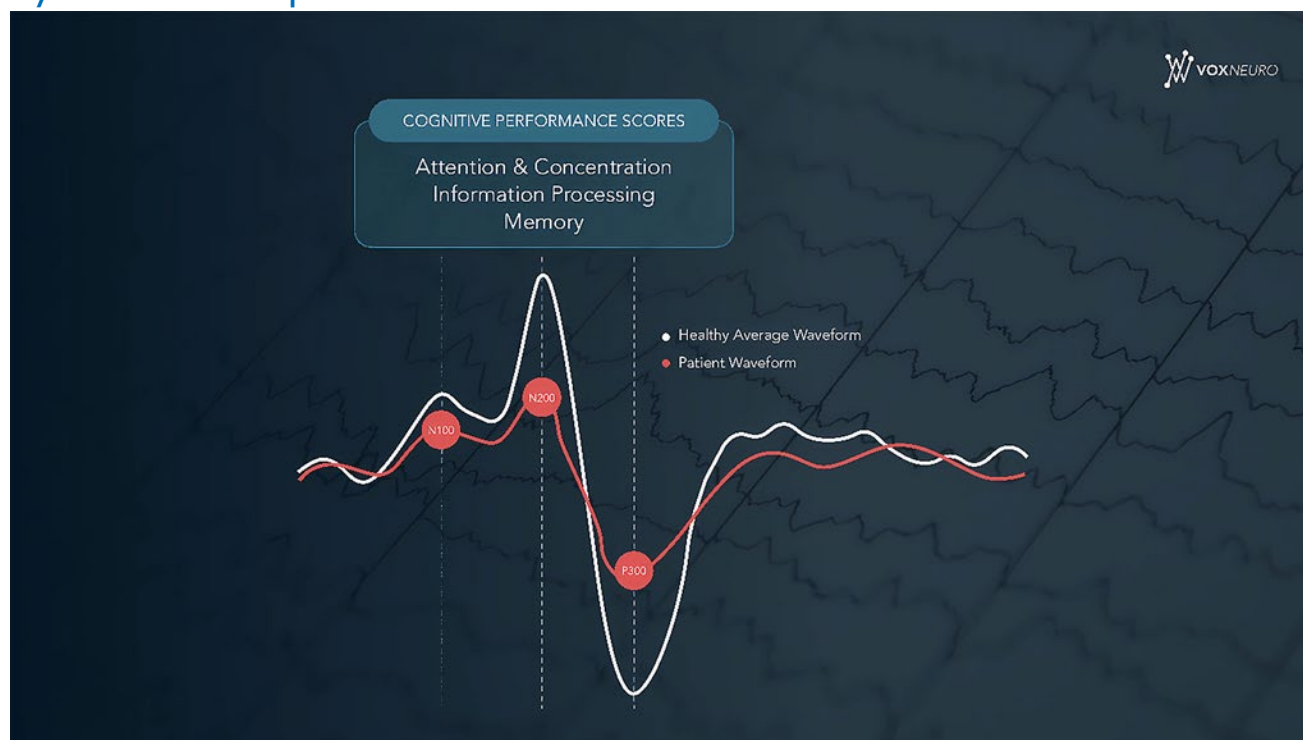 VOXNEURO
COGNITIVE PERFORMANCE SCORES
Attention & Concentration
Information Processing
Memory
Healthy Average Waveform
Patient Waveform
N200
N100
P300